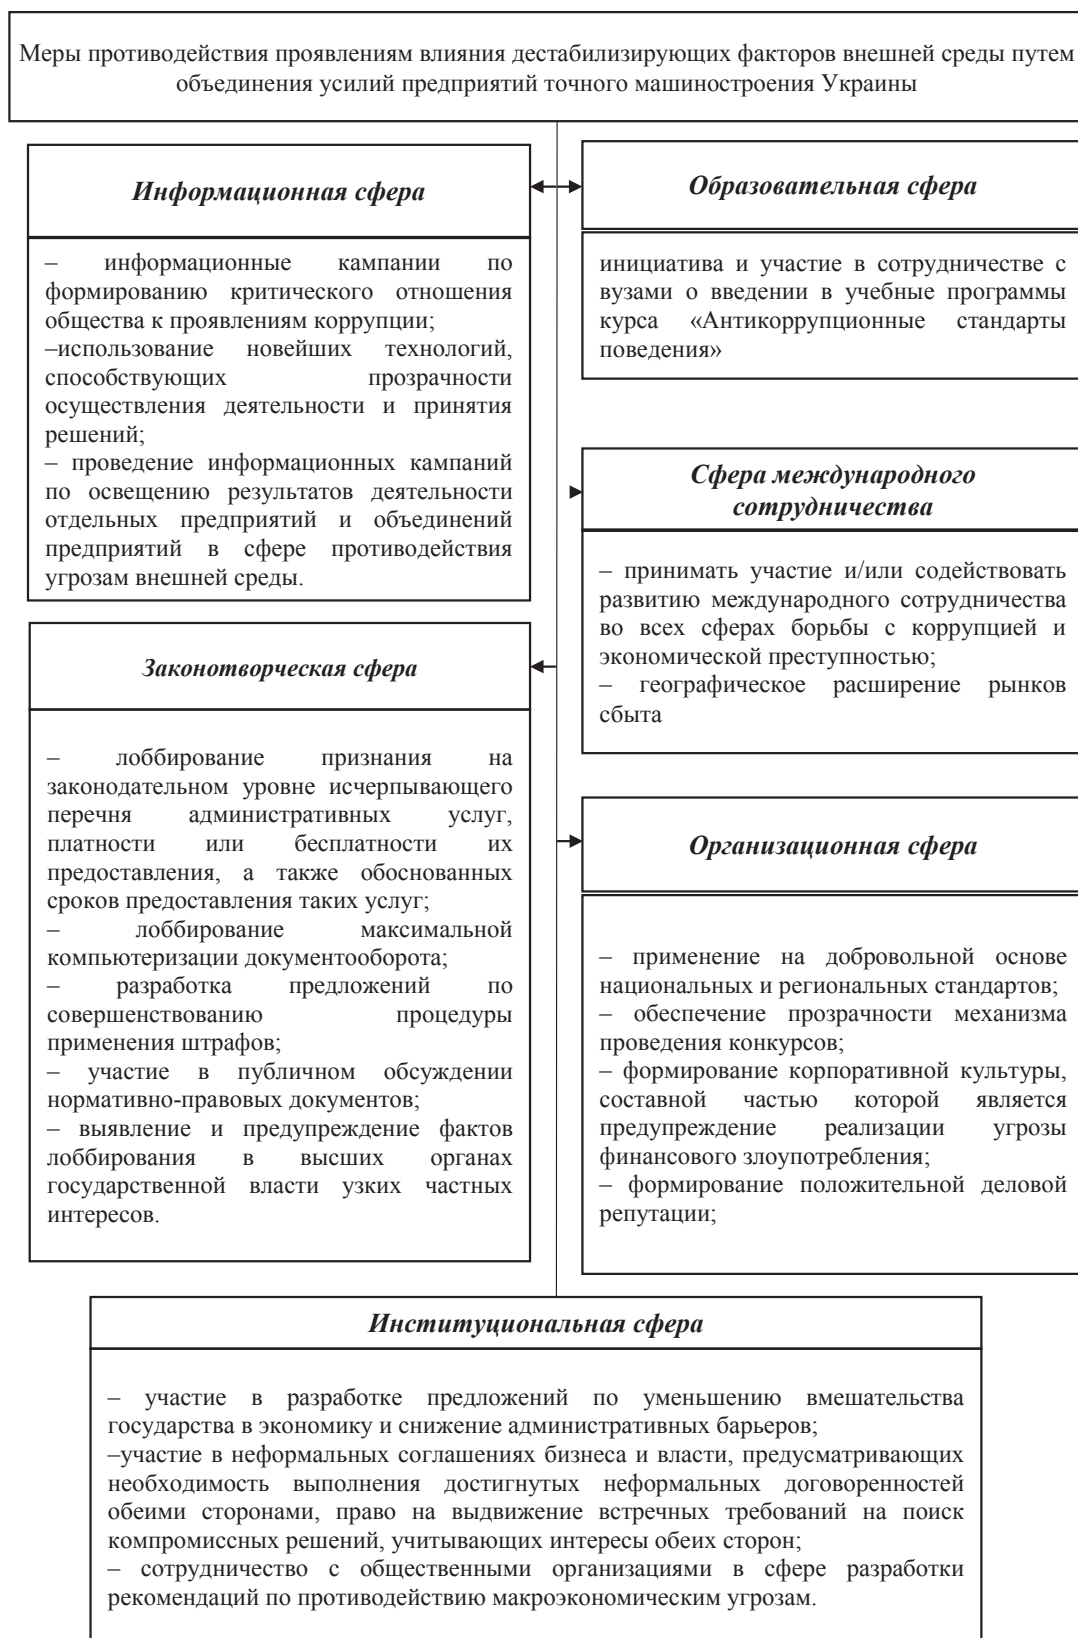 Меры противодействия проявлениям влияния дестабилизирующих факторов внешней среды путем
объединения усилий предприятий точного машиностроения Украины
Информационная сфера
– информационные кампании по
формированию критического отношения
общества к проявлениям коррупции;
–использование новейших технологий,
способствующих прозрачности
осуществления деятельности и принятия
решений;
– проведение информационных кампаний
по освещению результатов деятельности
отдельных предприятий и объединений
предприятий в сфере противодействия
угрозам внешней среды.
Образовательная сфера
инициатива и участие в сотрудничестве с
вузами о введении в учебные программы
курса «Антикоррупционные стандарты
поведения»
Сфера международного
сотрудничества
– принимать участие и/или содействовать
развитию международного сотрудничества
во всех сферах борьбы с коррупцией и
экономической преступностью;
– географическое расширение рынков
сбыта
Законотворческая сфера
– лоббирование признания на
законодательном уровне исчерпывающего
перечня административных услуг,
платности или бесплатности их
предоставления, а также обоснованных
сроков предоставления таких услуг;
– лоббирование максимальной
компьютеризации документооборота;
– разработка предложений по
совершенствованию процедуры
применения штрафов;
– участие в публичном обсуждении
нормативно-правовых документов;
– выявление и предупреждение фактов
лоббирования в высших органах
государственной власти узких частных
интересов.
Организационная сфера
– применение на добровольной основе
национальных и региональных стандартов;
– обеспечение прозрачности механизма
проведения конкурсов;
– формирование корпоративной культуры,
составной частью которой является
предупреждение реализации угрозы
финансового злоупотребления;
– формирование положительной деловой
репутации;
Институциональная сфера
– участие в разработке предложений по уменьшению вмешательства
государства в экономику и снижение административных барьеров;
–участие в неформальных соглашениях бизнеса и власти, предусматривающих
необходимость выполнения достигнутых неформальных договоренностей
обеими сторонами, право на выдвижение встречных требований на поиск
компромиссных решений, учитывающих интересы обеих сторон;
– сотрудничество с общественными организациями в сфере разработки
рекомендаций по противодействию макроэкономическим угрозам.